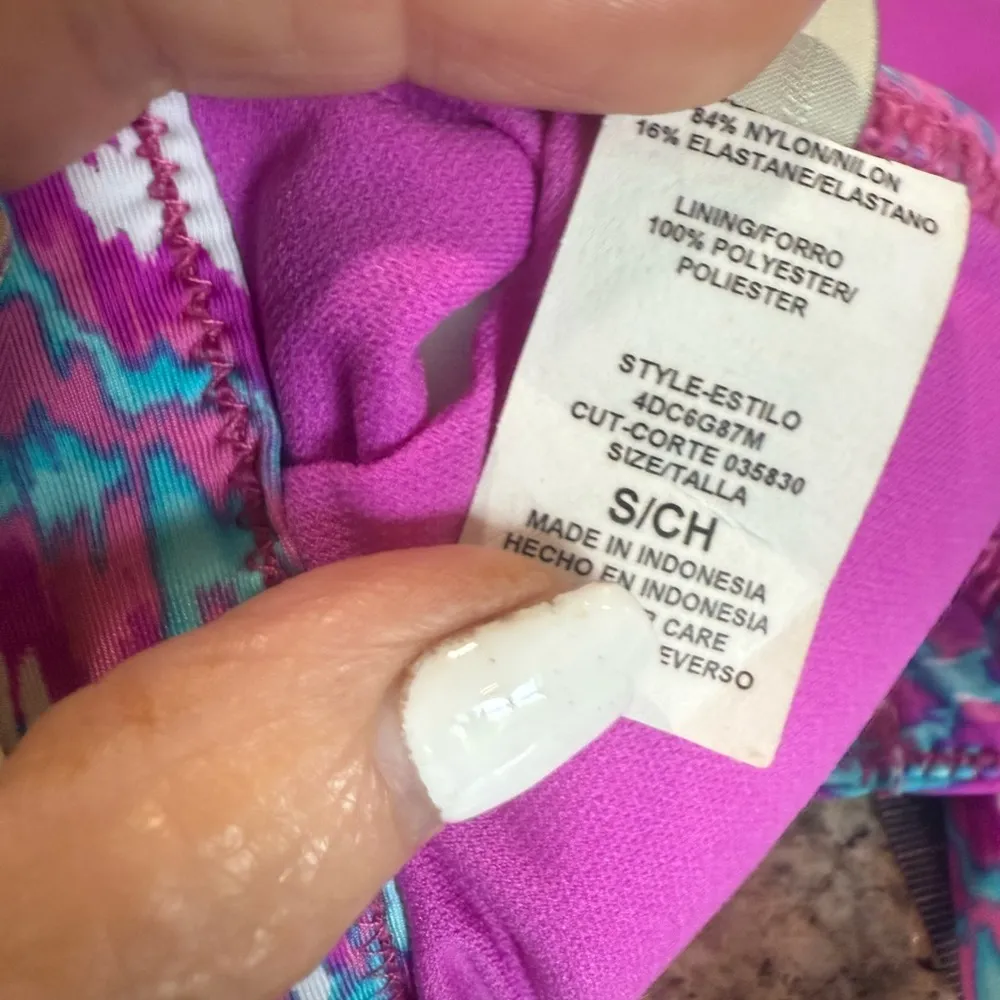 84% NYLON/NILON
16% ELASTANE/ELASTANO
LINING/FORRO
100% POLYESTER/
POLIESTER
STYLE-ESTILO
4DC6G87M
CUT-CORTE 035830
SIZE/TALLA
S/CH
MADE IN INDONESIA
HECHO EN INDONESIA
CARE